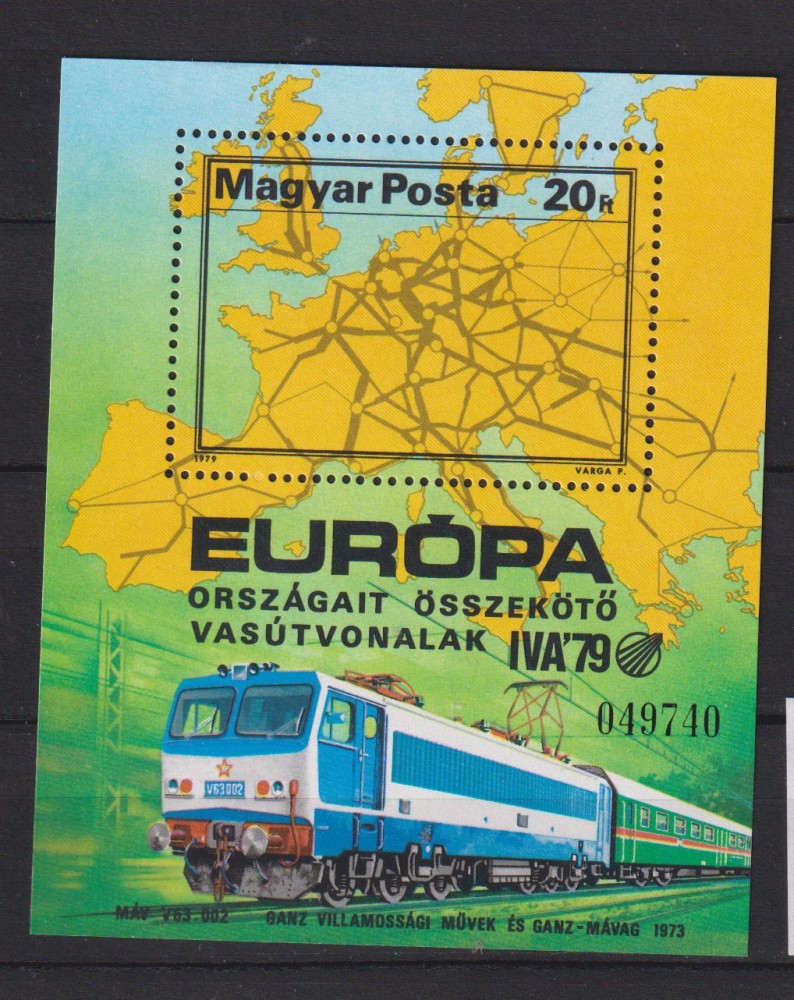 Magyar Posta 20Ft
1979 VARGA P.
EURÓPA
ORSZÁGAIT ÖSSZEKÖTŐ
VASÚTVONALAK IVA'79
049740
V63002
MÁV V63.002 GANZ VILLAMOSSÁGI MŰVEK ÉS GANZ-MÁVAG 1973